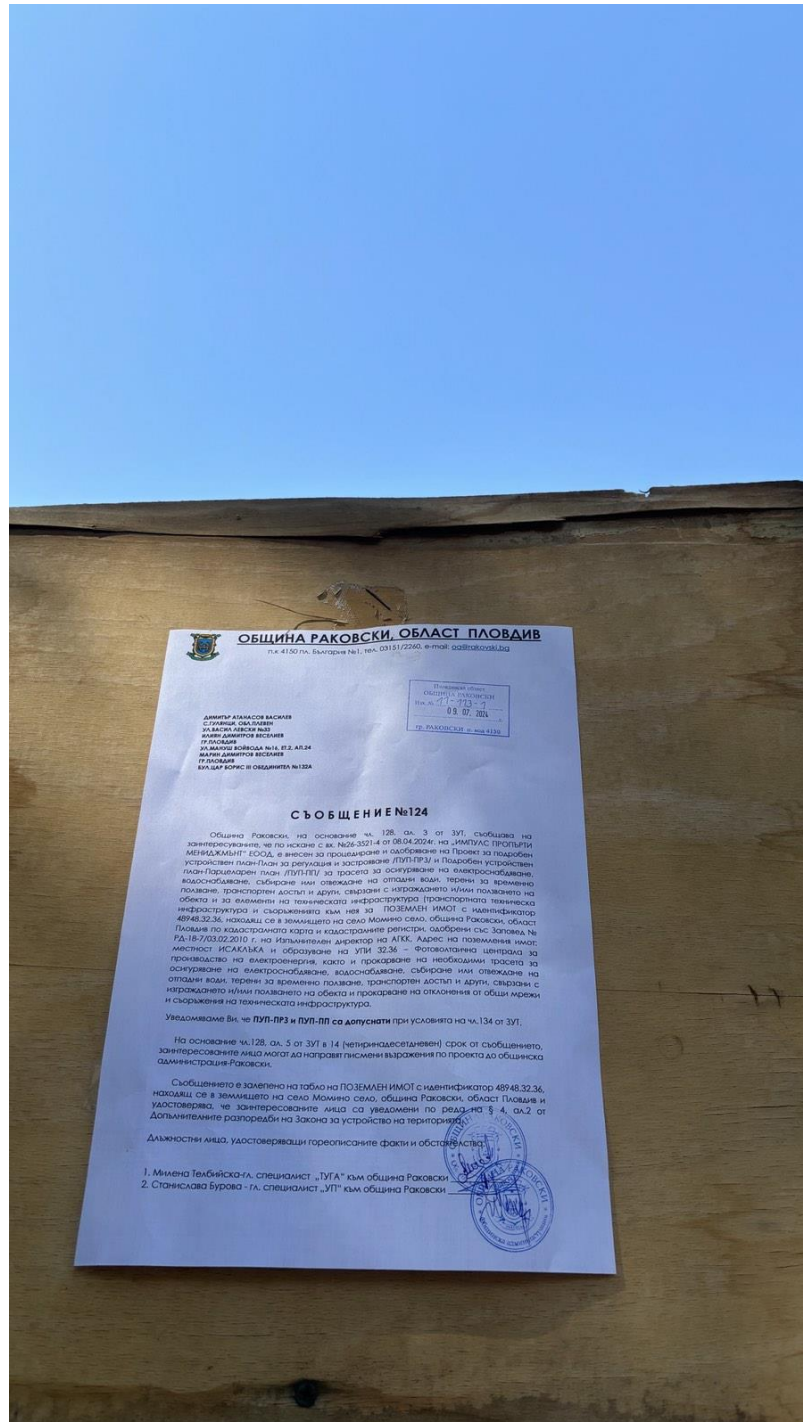 ОБЩИНА РАКОВСКИ, ОБЛАСТ ПЛОВДИВ
п.к 4150 пл. България №1, тел. 03151/2260, e-mail: oa@rakovski.bg
Пловдивска област
ОБЩИНА РАКОВСКИ
09. 07. 2024
гр. РАКОВСКИ п. код 4150
ДИМИТЪР АТАНАСОВ ВАСИЛЕВ
С.ГУЛЯНЦИ, ОБЛ.ПЛЕВЕН
УЛ.ВАСИЛ ЛЕВСКИ №32
ИЛИЯН ДИМИТРОВ ВЕСЕЛИЕВ
ГР.ПЛОВДИВ
УЛ.МАНУШ ВОЙВОДА №16, ЕТ.2, АП.24
МАРИН ДИМИТРОВ ВЕСЕЛИЕВ
ГР.ПЛОВДИВ
БУЛ.ЦАР БОРИС III ОБЕДИНИТЕЛ №132А
СЪОБЩЕНИЕ№124
Община Раковски, на основание чл. 128, ал. 3 от ЗУТ, съобщава на
заинтересуваните, че по искане с вх. №26-3521-4 от 08.04.2024г. на „ИМПУЛС ПРОПЪРТИ
МЕНИДЖМЪНТ" ЕООД, е внесен за процедиране и одобряване на Проект за подробен
устройствен план-План за регулация и застрояване /ПУП-ПРЗ/ и Подробен устройствен
план-Парцеларен план /ПУП-ПП/ за трасета за осигуряване на електроснабдяване,
водоснабдяване, събиране или отвеждане на отпадни води, терени за временно
ползване, транспортен достъп и други, свързани с изграждането и/или ползването на
обекта и за елементи на техническата инфраструктура (транспортната техническа
инфраструктура и съоръженията към нея за ПОЗЕМЛЕН ИМОТ с идентификатор
48948.32.36, находящ се в землището на село Момино село, община Раковски, област
Пловдив по кадастралната карта и кадастралните регистри, одобрени със Заповед №
РД-18-7/03.02.2010 г. на Изпълнителен директор на АГКК. Адрес на поземления имот:
местност ИСАКЛЪКА и образуване на УПИ 32.36 – Фотоволтаична централа за
производство на електроенергия, както и прокарване на необходими трасета за
осигуряване на електроснабдяване, водоснабдяване, събиране или отвеждане на
отпадни води, терени за временно ползване, транспортен достъп и други, свързани с
изграждането и/или ползването на обекта и прокарване на отклонения от общи мрежи
и съоръжения на техническата инфраструктура.
Уведомяваме Ви, че ПУП-ПРЗ и ПУП-ПП са допуснати при условията на чл.134 от ЗУТ.
На основание чл.128, ал. 5 от ЗУТ в 14 (четиринадесетдневен) срок от съобщението,
заинтересованите лица могат да направят писмени възражения по проекта до общинска
администрация-Раковски.
Съобщението е залепено на табло на ПОЗЕМЛЕН ИМОТ с идентификатор 48948.32.36,
находящ се в землището на село Момино село, община Раковски, област Пловдив и
удостоверява, че заинтересованите лица са уведомени по реда на § 4, ал.2 от
Допълнителните разпоредби на Закона за устройство на територията.
Длъжностни лица, удостоверяващи гореописаните факти и обстоятелства:
1. Милена Телбийска-гл. специалист „ТУГА" към община Раковски
2. Станислава Бурова - гл. специалист „УП" към община Раковски